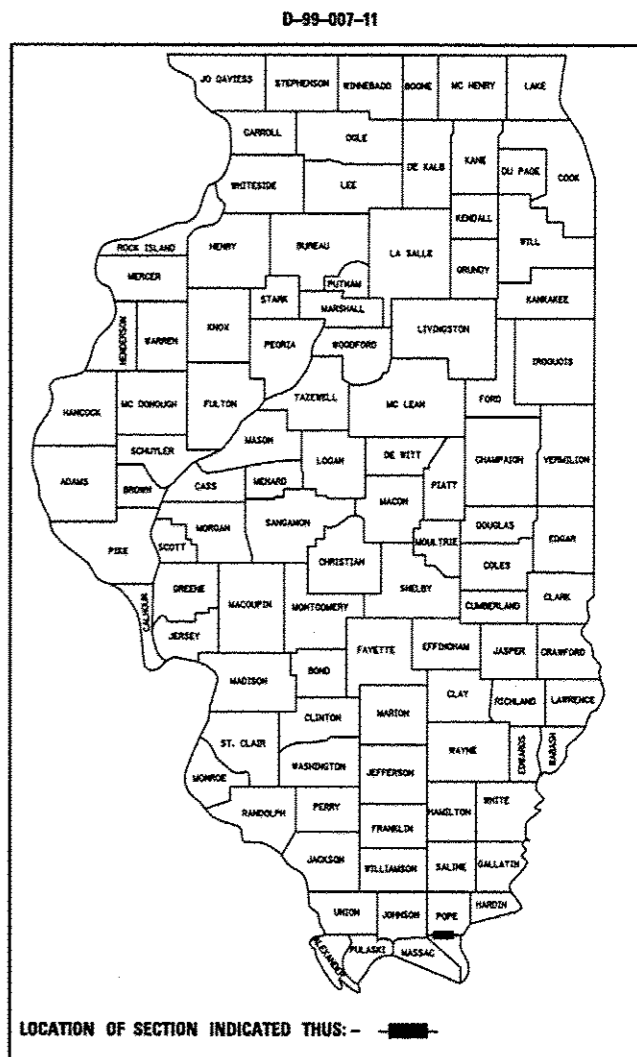 D-99-007-11
JO DAVIESS
STEPHENSON
WINNEBAGO
BOONE
MC HENRY
LAKE
CARROLL
OGLE
DE KALB
KANE
DU PAGE
COOK
WHITESIDE
LEE
KENDALL
WILL
ROCK ISLAND
HENRY
BUREAU
LA SALLE
GRUNDY
MERCER
PUTNAM
KANKAKEE
STARK
MARSHALL
HENDERSON
WARREN
KNOX
PEORIA
WOODFORD
LIVINGSTON
IROQUOIS
HANCOCK
MC DONOUGH
FULTON
TAZEWELL
MC LEAN
FORD
MASON
SCHUYLER
LOGAN
DE WITT
CHAMPAIGN
VERMILION
ADAMS
BROWN
CASS
MENARD
PIATT
MACON
MORGAN
SANGAMON
DOUGLAS
PIKE
SCOTT
MOULTRIE
EDGAR
CHRISTIAN
COLES
GREENE
SHELBY
CALHOUN
MACOUPIN
MONTGOMERY
CUMBERLAND
CLARK
JERSEY
FAYETTE
EFFINGHAM
JASPER
CRAWFORD
BOND
MADISON
CLAY
RICHLAND
LAWRENCE
CLINTON
MARION
ST. CLAIR
WAYNE
EDWARDS
WABASH
WASHINGTON
JEFFERSON
MONROE
RANDOLPH
PERRY
HAMILTON
WHITE
FRANKLIN
JACKSON
WILLIAMSON
SALINE
GALLATIN
UNION
JOHNSON
POPE
HARDIN
ALEXANDER
PULASKI
MASSAC
LOCATION OF SECTION INDICATED THUS: -